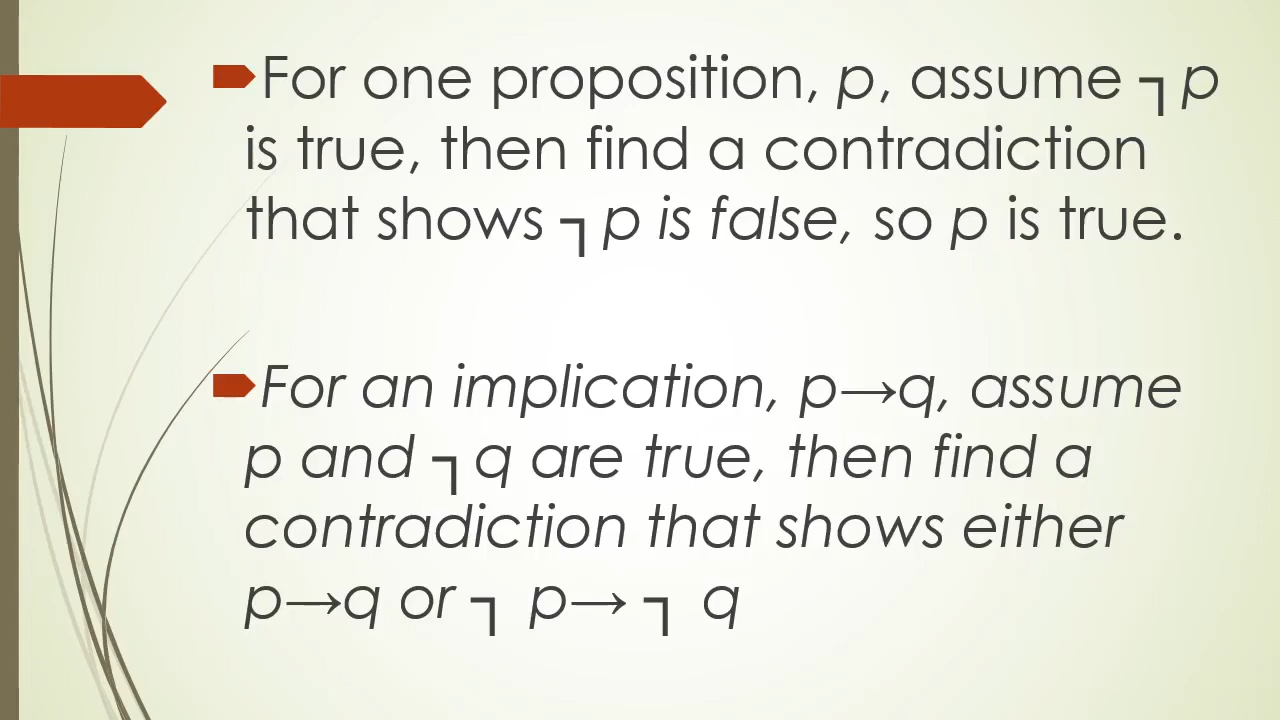 For one proposition, p, assume ┐p
is true, then find a contradiction
that shows ┐p is false, so p is true.
For an implication, p→q, assume
p and ┐q are true, then find a
contradiction that shows either
p→q or ┐ p→ ┐ q